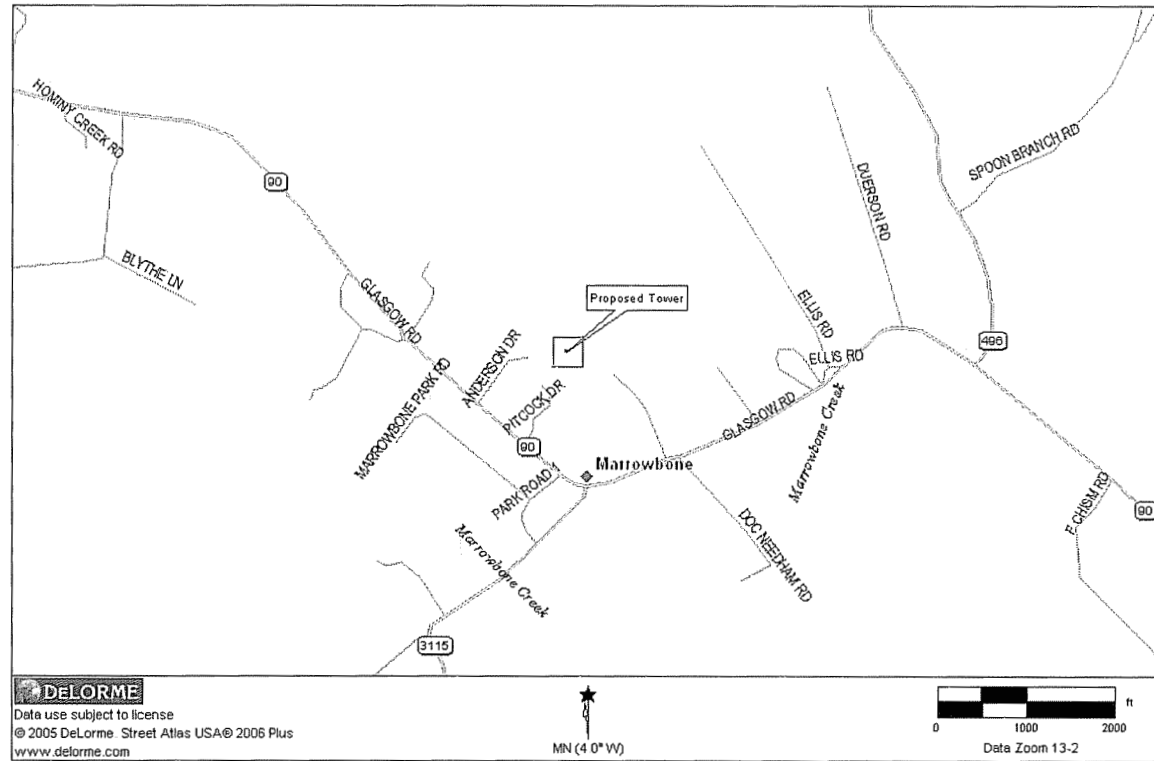 HOMINY CREEK RD
SPOON BRANCH RD
90
DUERSON RD
BLYTHE LN
GLASGOW RD
Proposed Tower
ELLIS RD
496
ELLIS RD
ANDERSON DR
MARROWBONE PARK RD
PITCOCK DR
GLASGOW RD
Marrowbone Creek
90
Marrowbone
PARK ROAD 1
DOC NEEDHAM RD
E CHISM RD
90
Marrowbone Creek
3115
DELORME
Data use subject to license
© 2005 DeLorme. Street Atlas USA® 2006 Plus
www.delorme.com
MN (4.0° W)
ft
0 1000 2000
Data Zoom 13-2